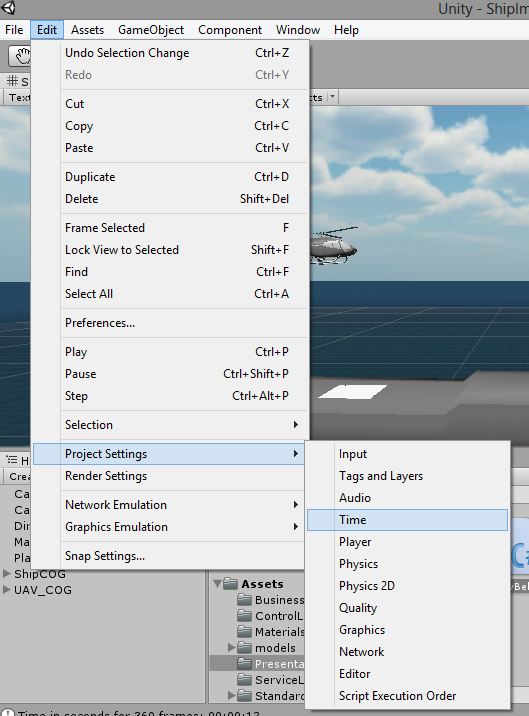 Unity - ShipIm
File Edit Assets GameObject Component Window Help
Undo Selection Change Ctrl+Z
Redo Ctrl+Y
Cut Ctrl+X
Copy Ctrl+C
Paste Ctrl+V
Duplicate Ctrl+D
Delete Shift+Del
Frame Selected F
Lock View to Selected Shift+F
Find Ctrl+F
Select All Ctrl+A
Preferences...
Play Ctrl+P
Pause Ctrl+Shift+P
Step Ctrl+Alt+P
Selection
Project Settings
Render Settings
Network Emulation
Graphics Emulation
Snap Settings...
Input
Tags and Layers
Audio
Time
Player
Physics
Physics 2D
Quality
Graphics
Network
Editor
Script Execution Order
# S
Text
cts
H
Crea
Ca
Ca
Dir
Ma
Pla
ShipCOG
UAV_COG
Assets
Business
ControlL
Materials
models
Presenta
ServiceL
Standard
C#
yBel
Time in seconds for 360 frames: 00:00:12